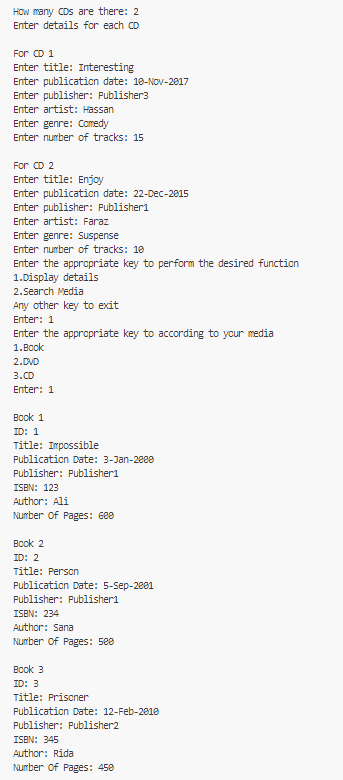 How many CDs are there: 2
Enter details for each CD
For CD 1
Enter title: Interesting
Enter publication date: 10-Nov-2017
Enter publisher: Publisher3
Enter artist: Hassan
Enter genre: Comedy
Enter number of tracks: 15
For CD 2
Enter title: Enjoy
Enter publication date: 22-Dec-2015
Enter publisher: Publisher1
Enter artist: Faraz
Enter genre: Suspense
Enter number of tracks: 10
Enter the appropriate key to perform the desired function
1.Display details
2.Search Media
Any other key to exit
Enter: 1
Enter the appropriate key to according to your media
1.Book
2.DVD
3.CD
Enter: 1
Book 1
ID: 1
Title: Impossible
Publication Date: 3-Jan-2000
Publisher: Publisher1
ISBN: 123
Author: Ali
Number Of Pages: 600
Book 2
ID: 2
Title: Person
Publication Date: 5-Sep-2001
Publisher: Publisher1
ISBN: 234
Author: Sana
Number Of Pages: 500
Book 3
ID: 3
Title: Prisoner
Publication Date: 12-Feb-2010
Publisher: Publisher2
ISBN: 345
Author: Rida
Number Of Pages: 450